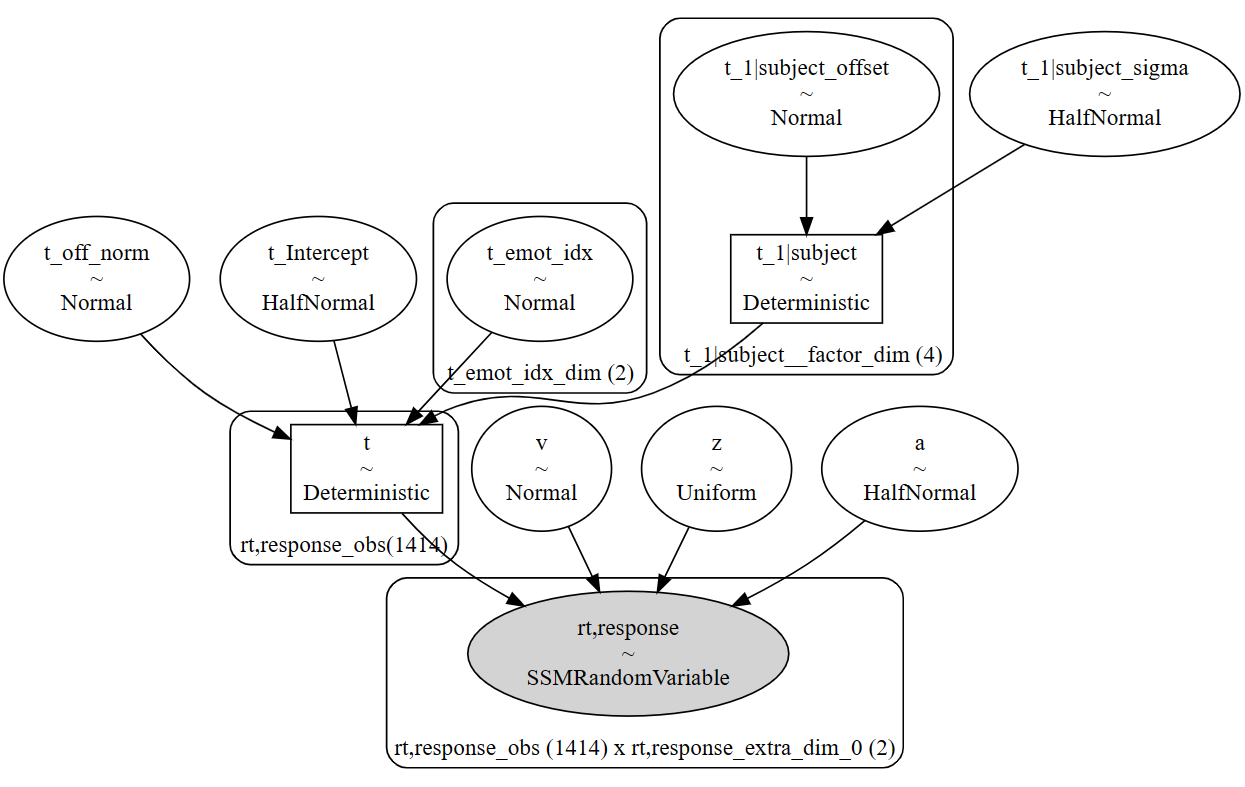 t_1|subject_offset
~
Normal
t_1|subject_sigma
~
HalfNormal
t_off_norm
~
Normal
t_Intercept
~
HalfNormal
t_emot_idx
~
Normal
t_1|subject
~
Deterministic
t_1|subject__factor_dim (4)
t_emot_idx_dim (2)
t
~
Deterministic
v
~
Normal
z
~
Uniform
a
~
HalfNormal
rt,response_obs(1414)
rt,response
~
SSMRandomVariable
rt,response_obs (1414) x rt,response_extra_dim_0 (2)